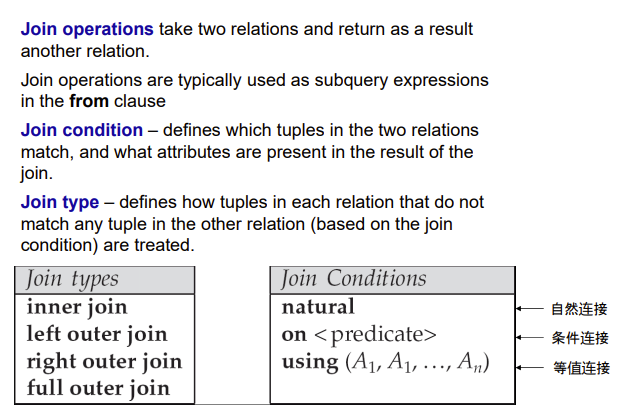 Join operations take two relations and return as a result
another relation.
Join operations are typically used as subquery expressions
in the from clause
Join condition – defines which tuples in the two relations
match, and what attributes are present in the result of the
join.
Join type – defines how tuples in each relation that do not
match any tuple in the other relation (based on the join
condition) are treated.
Join types
inner join
left outer join
right outer join
full outer join
Join Conditions
natural
on <predicate>
using (A₁, A₁, ..., Aₙ)
自然连接
条件连接
等值连接